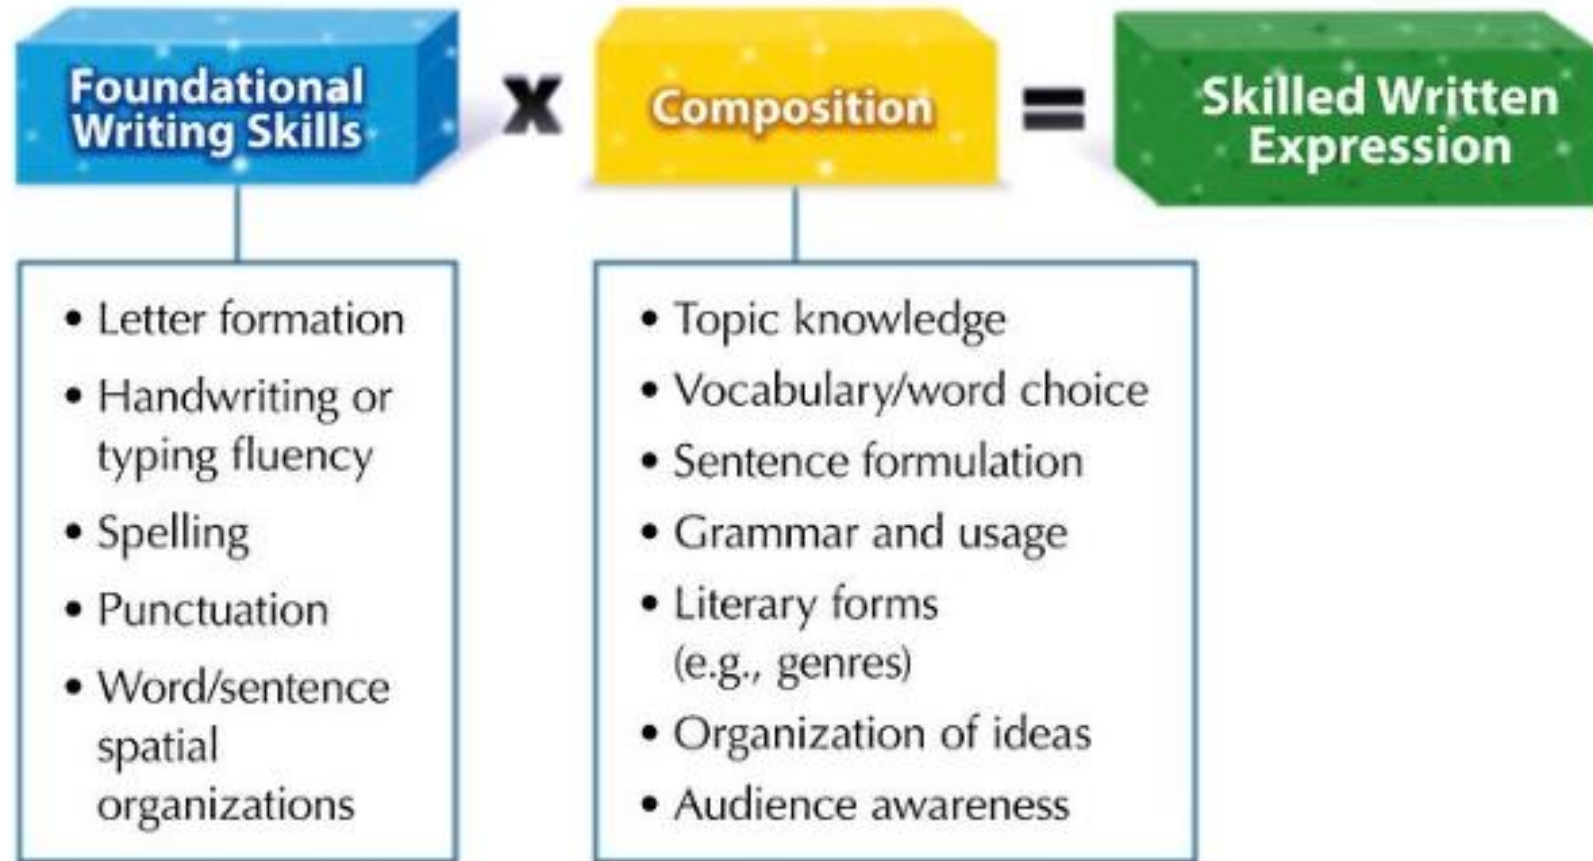 Foundational
Writing Skills
x
Composition
=
Skilled Written
Expression
• Letter formation
• Handwriting or
typing fluency
• Spelling
• Punctuation
• Word/sentence
spatial
organizations
• Topic knowledge
• Vocabulary/word choice
• Sentence formulation
• Grammar and usage
• Literary forms
(e.g., genres)
• Organization of ideas
• Audience awareness